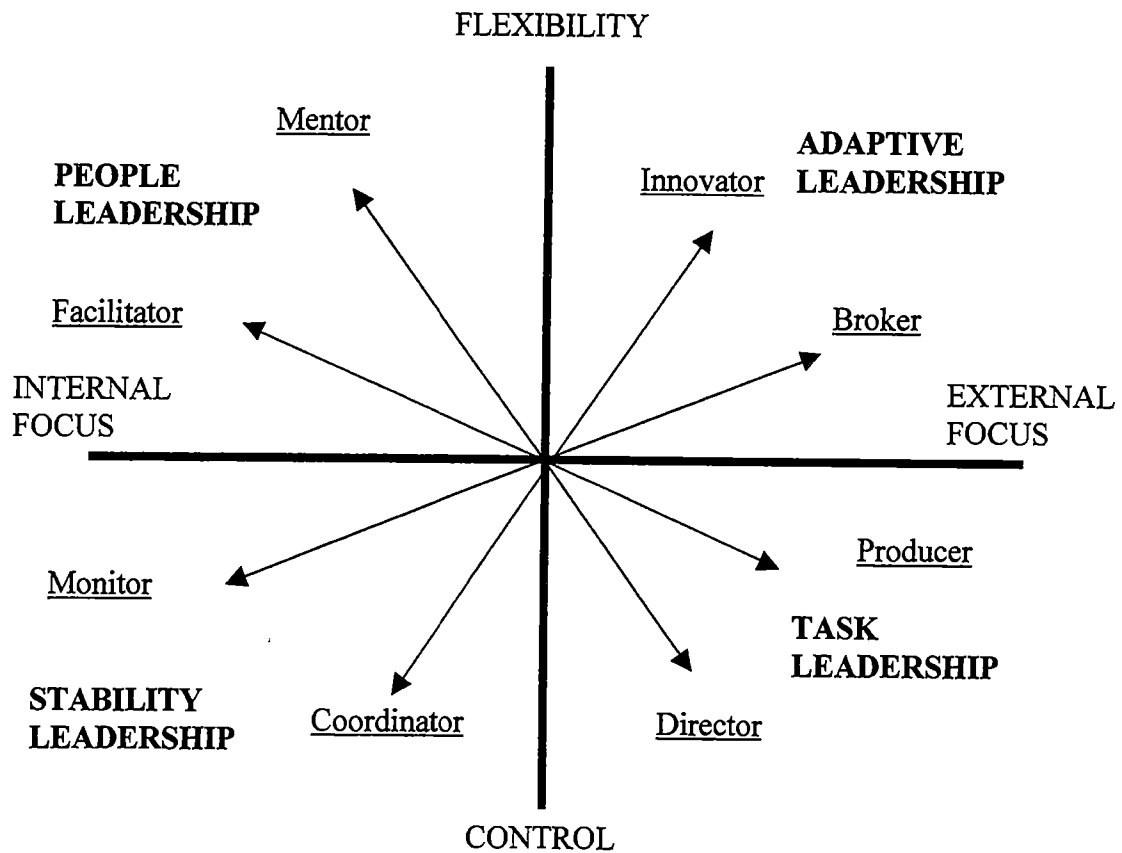 FLEXIBILITY
Mentor
ADAPTIVE
LEADERSHIP
PEOPLE
LEADERSHIP
Innovator
Facilitator
Broker
INTERNAL
FOCUS
EXTERNAL
FOCUS
Monitor
Producer
TASK
LEADERSHIP
STABILITY
LEADERSHIP
Coordinator
Director
CONTROL